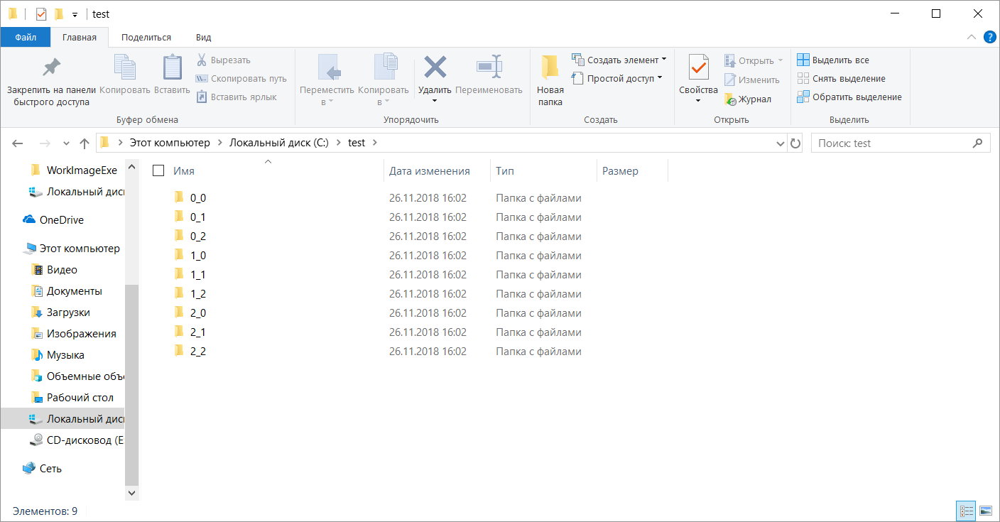 test
Файл Главная Поделиться Вид
Закрепить на панели быстрого доступа
Копировать
Вставить
Вырезать
Скопировать путь
Вставить ярлык
Буфер обмена
Переместить в
Копировать в
Удалить
Переименовать
Упорядочить
Новая папка
Создать элемент
Простой доступ
Создать
Свойства
Открыть
Изменить
Журнал
Открыть
Выделить все
Снять выделение
Обратить выделение
Выделить
Этот компьютер > Локальный диск (C:) > test >
Поиск: test
WorkImageExe
Локальный дис
OneDrive
Этот компьютер
Видео
Документы
Загрузки
Изображения
Музыка
Объемные объе
Рабочий стол
Локальный дис
CD-дисковод (E
Сеть
Имя Дата изменения Тип Размер
0_0 26.11.2018 16:02 Папка с файлами
0_1 26.11.2018 16:02 Папка с файлами
0_2 26.11.2018 16:02 Папка с файлами
1_0 26.11.2018 16:02 Папка с файлами
1_1 26.11.2018 16:02 Папка с файлами
1_2 26.11.2018 16:02 Папка с файлами
2_0 26.11.2018 16:02 Папка с файлами
2_1 26.11.2018 16:02 Папка с файлами
2_2 26.11.2018 16:02 Папка с файлами
Элементов: 9